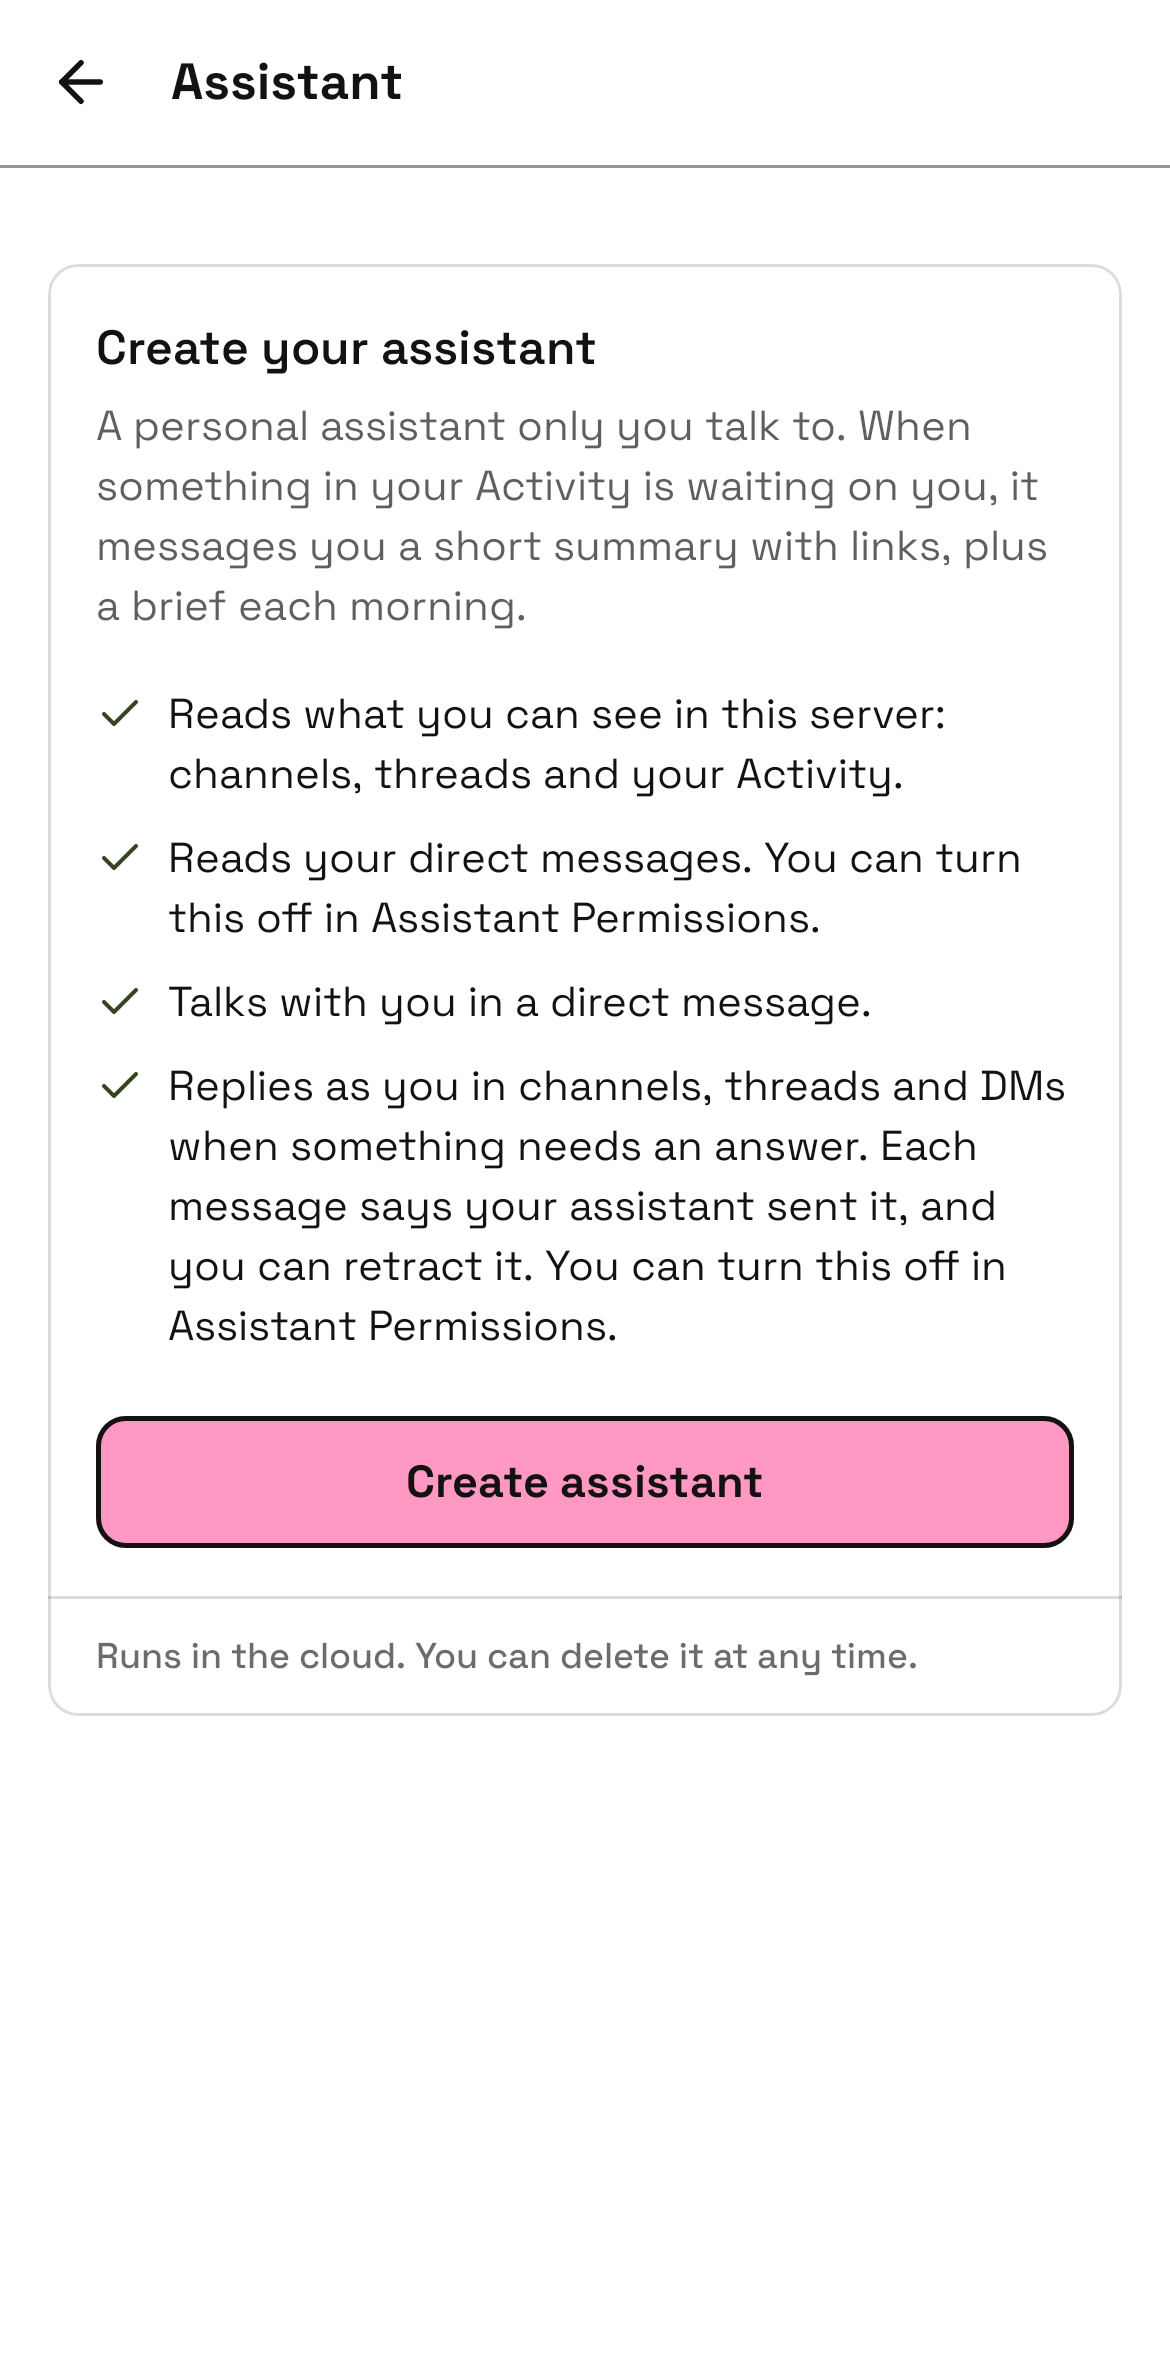 Assistant
Create your assistant
A personal assistant only you talk to. When
something in your Activity is waiting on you, it
messages you a short summary with links, plus
a brief each morning.
Reads what you can see in this server:
channels, threads and your Activity.
Reads your direct messages. You can turn
this off in Assistant Permissions.
Talks with you in a direct message.
Replies as you in channels, threads and DMs
when something needs an answer. Each
message says your assistant sent it, and
you can retract it. You can turn this off in
Assistant Permissions.
Create assistant
Runs in the cloud. You can delete it at any time.